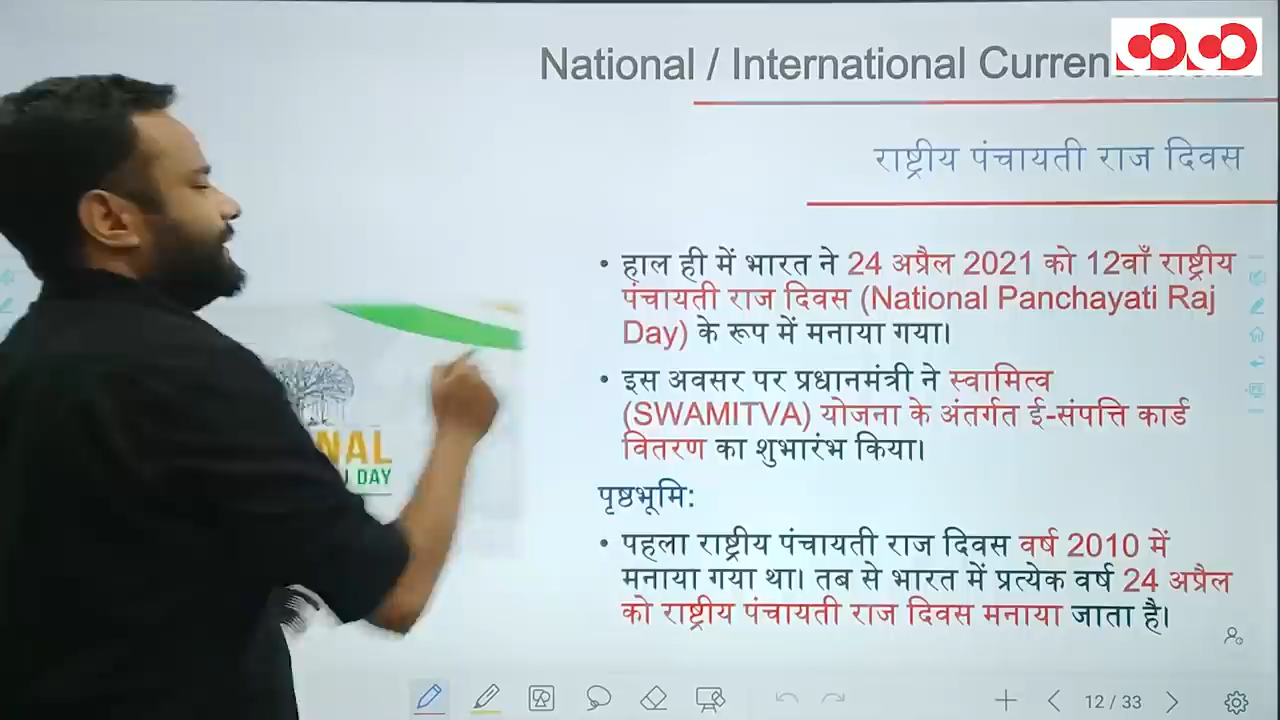 National / International Curren
राष्ट्रीय पंचायती राज दिवस
• हाल ही में भारत ने 24 अप्रैल 2021 को 12वाँ राष्ट्रीय
पंचायती राज दिवस (National Panchayati Raj
Day) के रूप में मनाया गया।
• इस अवसर पर प्रधानमंत्री ने स्वामित्व
(SWAMITVA) योजना के अंतर्गत ई-संपत्ति कार्ड
वितरण का शुभारंभ किया।
पृष्ठभूमि:
• पहला राष्ट्रीय पंचायती राज दिवस वर्ष 2010 में
मनाया गया था। तब से भारत में प्रत्येक वर्ष 24 अप्रैल
को राष्ट्रीय पंचायती राज दिवस मनाया जाता है।
NAL
DAY
12 / 33